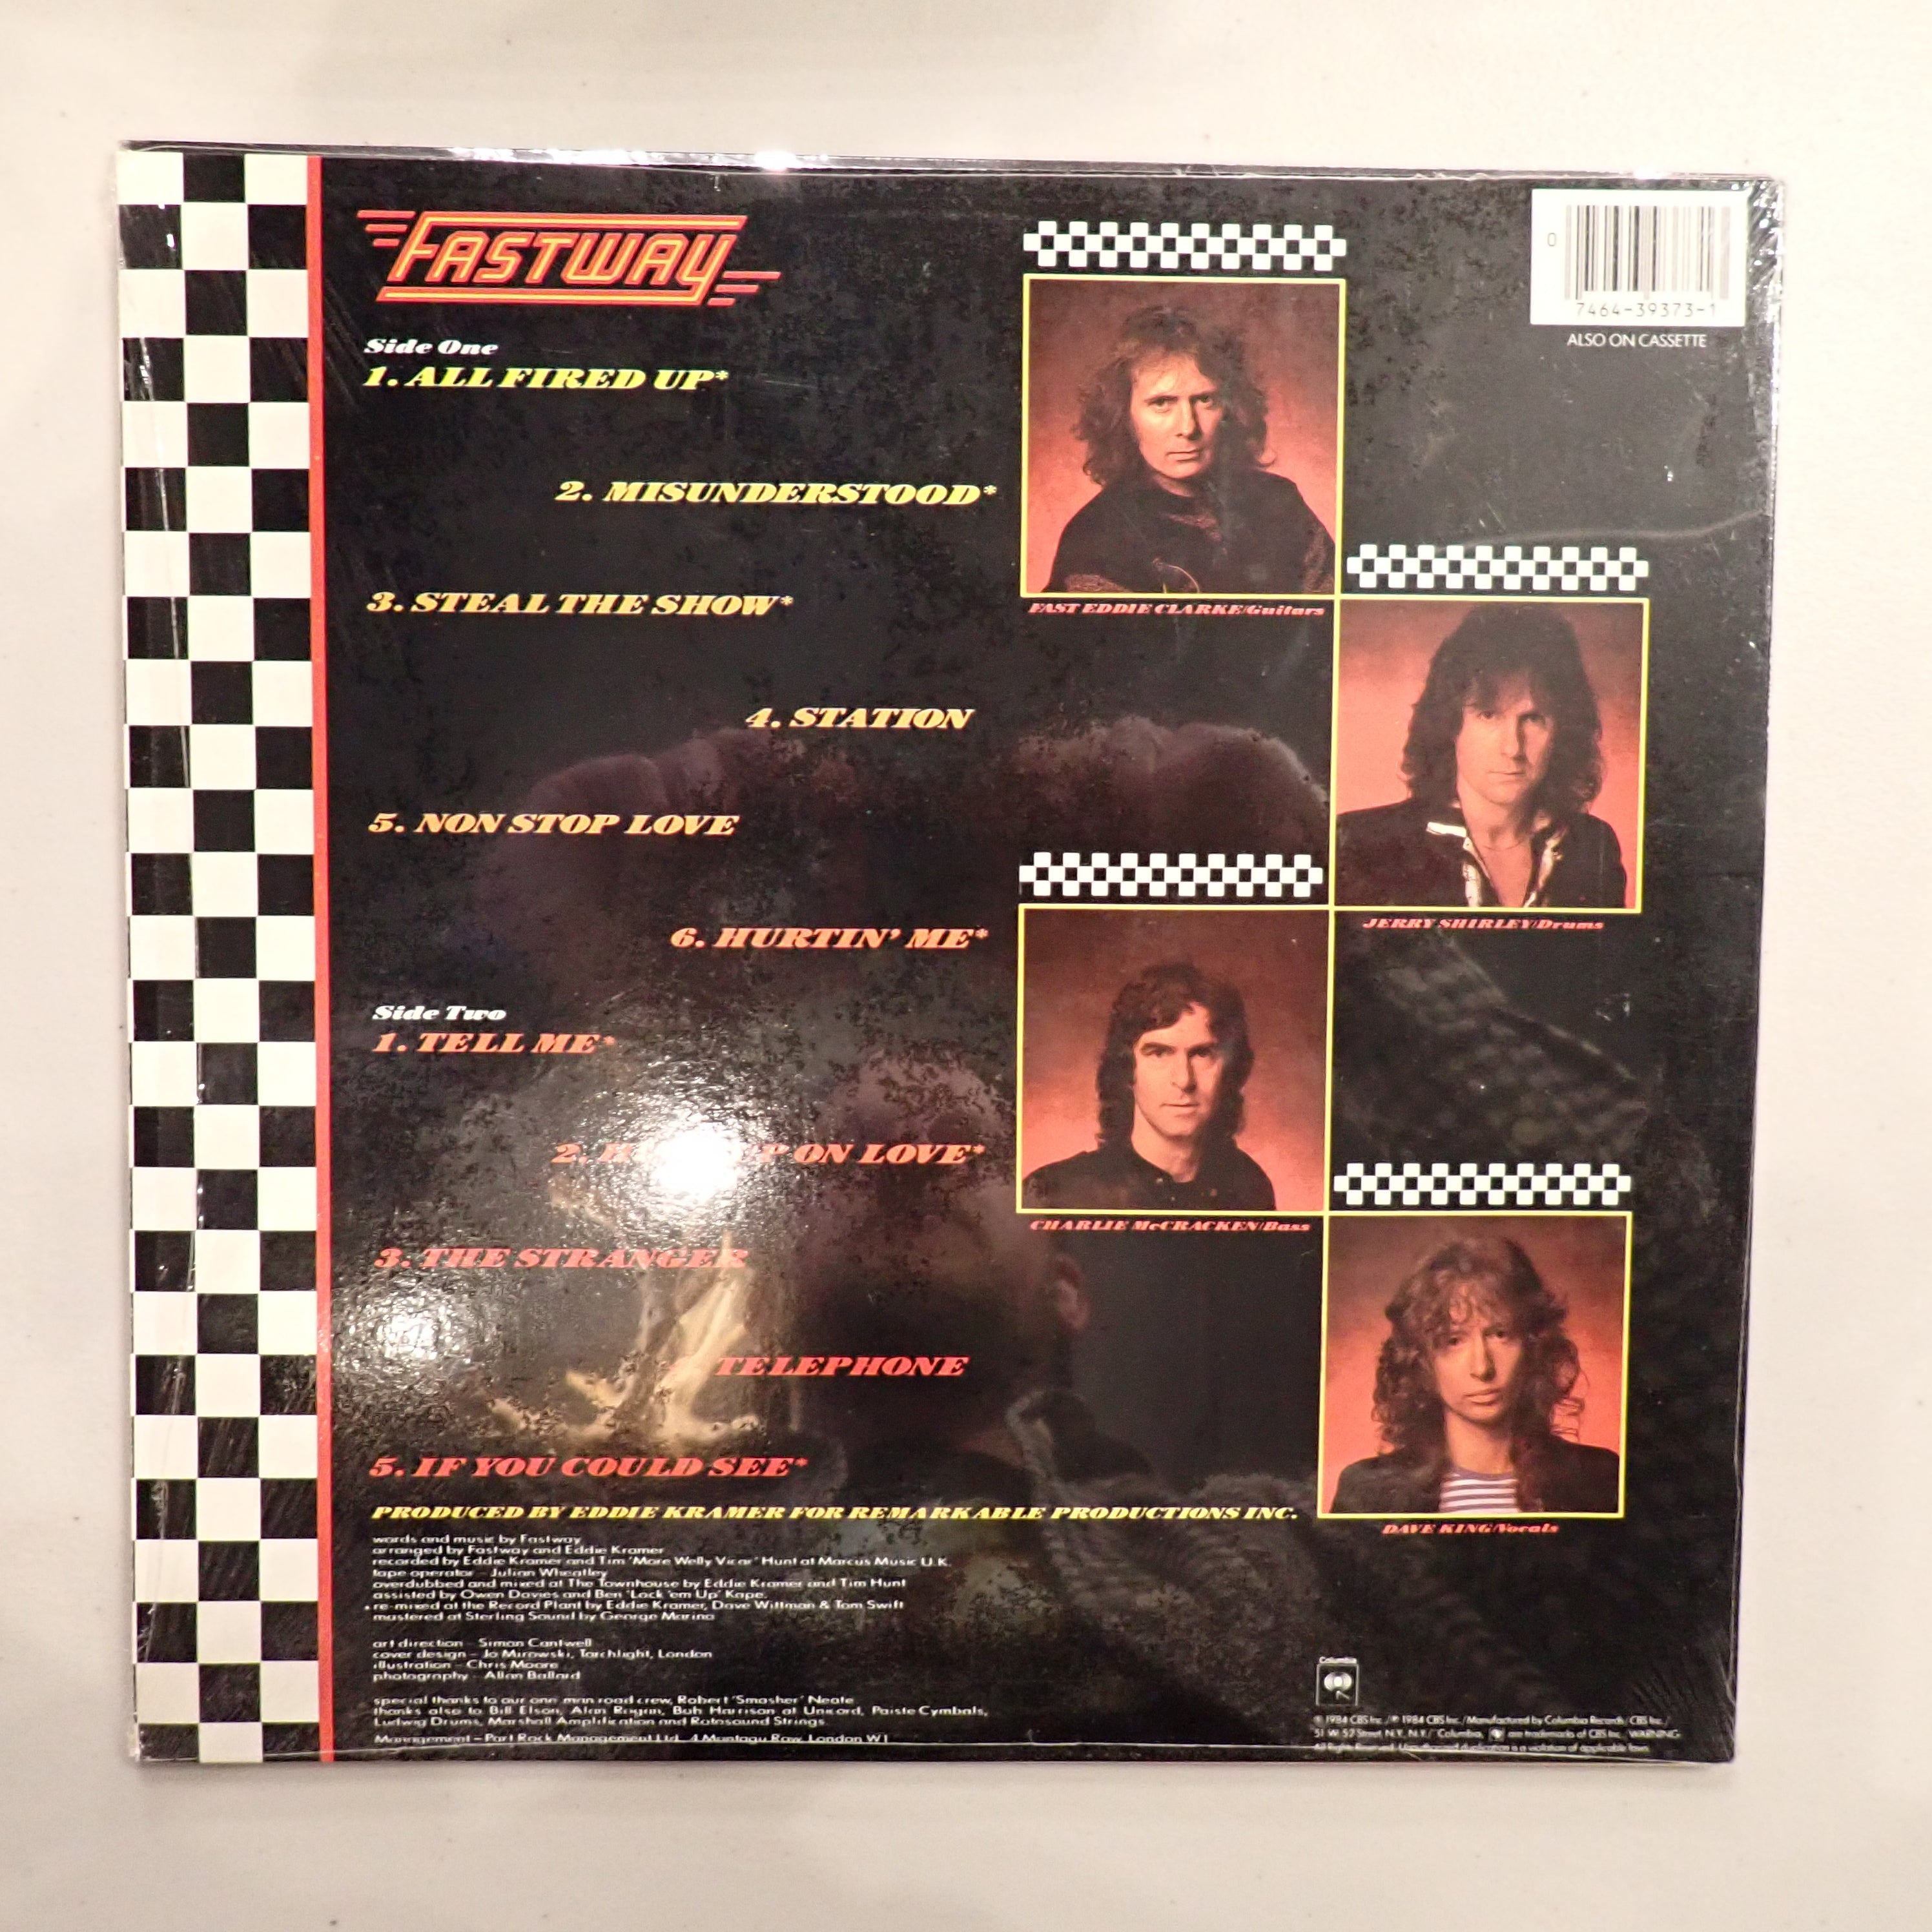 FASTWAY
Side One
1. ALL FIRED UP*
2. MISUNDERSTOOD*
3. STEAL THE SHOW*
4. STATION
5. NON STOP LOVE
6. HURTIN' ME*
Side Two
1. TELL ME*
2. ON LOVE*
3. THE STRANGER
TELEPHONE
5. IF YOU COULD SEE*
PRODUCED BY EDDIE KRAMER FOR REMARKABLE PRODUCTIONS INC.
words and music by Fastway
arranged by Fastway and Eddie Kramer
recorded by Eddie Kramer and Tim 'More Welly Vicar' Hunt at Marcus Music U.K.
tape operator – Julian Wheatley
overdubbed and mixed at The Townhouse by Eddie Kramer and Tim Hunt
assisted by Owen Davies and Ben 'Lock 'em Up' Kape.
* re-mixed at the Record Plant by Eddie Kramer, Dave Wittman & Tom Swift
mastered at Sterling Sound by George Marino
art direction – Simon Cantwell
cover design – Jo Mirowski, Torchlight, London
illustration – Chris Moore
photography – Allan Ballard
special thanks to our one man road crew, Robert 'Smasher' Neate
thanks also to Bill Elson, Alan Rogan, Bob Harrison at Unicord, Paiste Cymbals,
Ludwig Drums, Marshall Amplification and Rotosound Strings
Management – Part Rock Management Ltd., 4 Montagu Row, London W1
FAST EDDIE CLARKE/Guitars
JERRY SHIRLEY/Drums
CHARLIE McCRACKEN/Bass
DAVE KING/Vocals
0
7464-39373-1
ALSO ON CASSETTE
Columbia
© 1984 CBS Inc./℗ 1984 CBS Inc./Manufactured by Columbia Records/CBS Inc./
51 W. 52 Street, N.Y., N.Y./"Columbia," are trademarks of CBS Inc. WARNING:
All Rights Reserved. Unauthorized duplication is a violation of applicable laws.